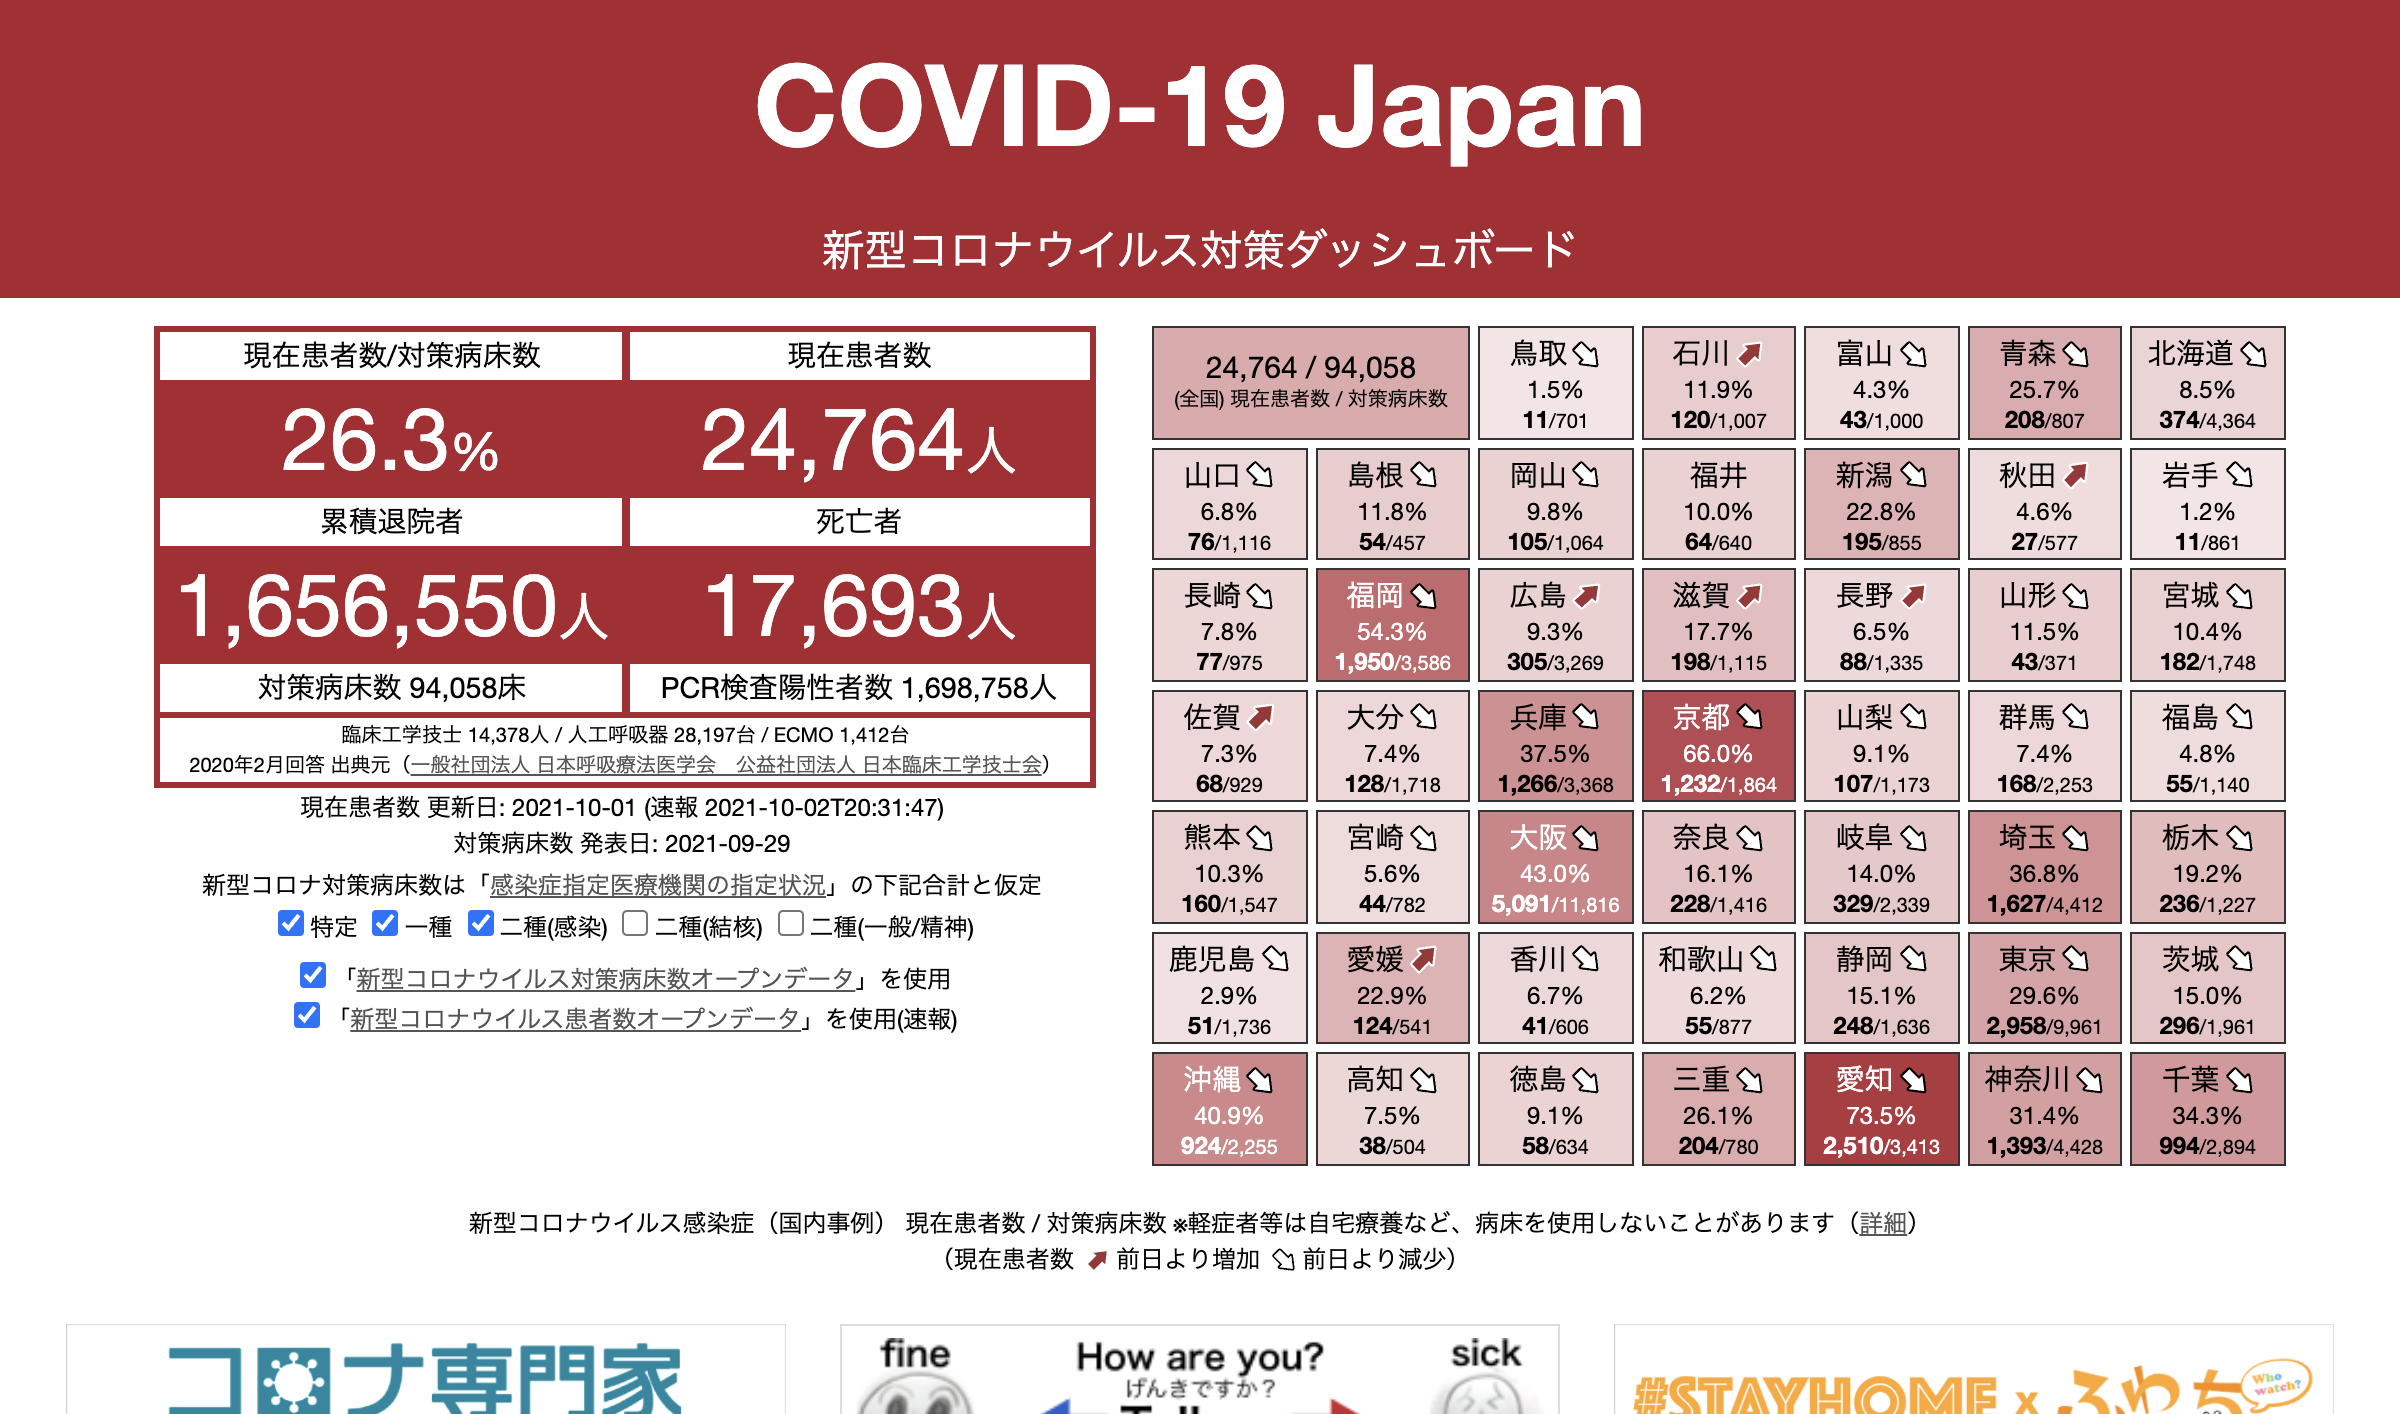 COVID-19 Japan
新型コロナウイルス対策ダッシュボード
現在患者数/対策病床数
現在患者数
26.3%
24,764人
累積退院者
死亡者
1,656,550人
17,693人
対策病床数 94,058床
PCR検査陽性者数 1,698,758人
臨床工学技士 14,378人 / 人工呼吸器 28,197台 / ECMO 1,412台
2020年2月回答 出典元（一般社団法人 日本呼吸療法医学会　公益社団法人 日本臨床工学技士会）
現在患者数 更新日: 2021-10-01 (速報 2021-10-02T20:31:47)
対策病床数 発表日: 2021-09-29
新型コロナ対策病床数は「感染症指定医療機関の指定状況」の下記合計と仮定
特定 一種 二種(感染) 二種(結核) 二種(一般/精神)
「新型コロナウイルス対策病床数オープンデータ」を使用
「新型コロナウイルス患者数オープンデータ」を使用(速報)
24,764 / 94,058
(全国) 現在患者数 / 対策病床数
鳥取
1.5%
11/701
石川
11.9%
120/1,007
富山
4.3%
43/1,000
青森
25.7%
208/807
北海道
8.5%
374/4,364
山口
6.8%
76/1,116
島根
11.8%
54/457
岡山
9.8%
105/1,064
福井
10.0%
64/640
新潟
22.8%
195/855
秋田
4.6%
27/577
岩手
1.2%
11/861
長崎
7.8%
77/975
福岡
54.3%
1,950/3,586
広島
9.3%
305/3,269
滋賀
17.7%
198/1,115
長野
6.5%
88/1,335
山形
11.5%
43/371
宮城
10.4%
182/1,748
佐賀
7.3%
68/929
大分
7.4%
128/1,718
兵庫
37.5%
1,266/3,368
京都
66.0%
1,232/1,864
山梨
9.1%
107/1,173
群馬
7.4%
168/2,253
福島
4.8%
55/1,140
熊本
10.3%
160/1,547
宮崎
5.6%
44/782
大阪
43.0%
5,091/11,816
奈良
16.1%
228/1,416
岐阜
14.0%
329/2,339
埼玉
36.8%
1,627/4,412
栃木
19.2%
236/1,227
鹿児島
2.9%
51/1,736
愛媛
22.9%
124/541
香川
6.7%
41/606
和歌山
6.2%
55/877
静岡
15.1%
248/1,636
東京
29.6%
2,958/9,961
茨城
15.0%
296/1,961
沖縄
40.9%
924/2,255
高知
7.5%
38/504
徳島
9.1%
58/634
三重
26.1%
204/780
愛知
73.5%
2,510/3,413
神奈川
31.4%
1,393/4,428
千葉
34.3%
994/2,894
新型コロナウイルス感染症（国内事例） 現在患者数 / 対策病床数 ※軽症者等は自宅療養など、病床を使用しないことがあります（詳細）
（現在患者数 前日より増加 前日より減少）
コロナ専門家
fine
How are you?
げんきですか？
sick
#STAYHOME x ふわち
Who watch?